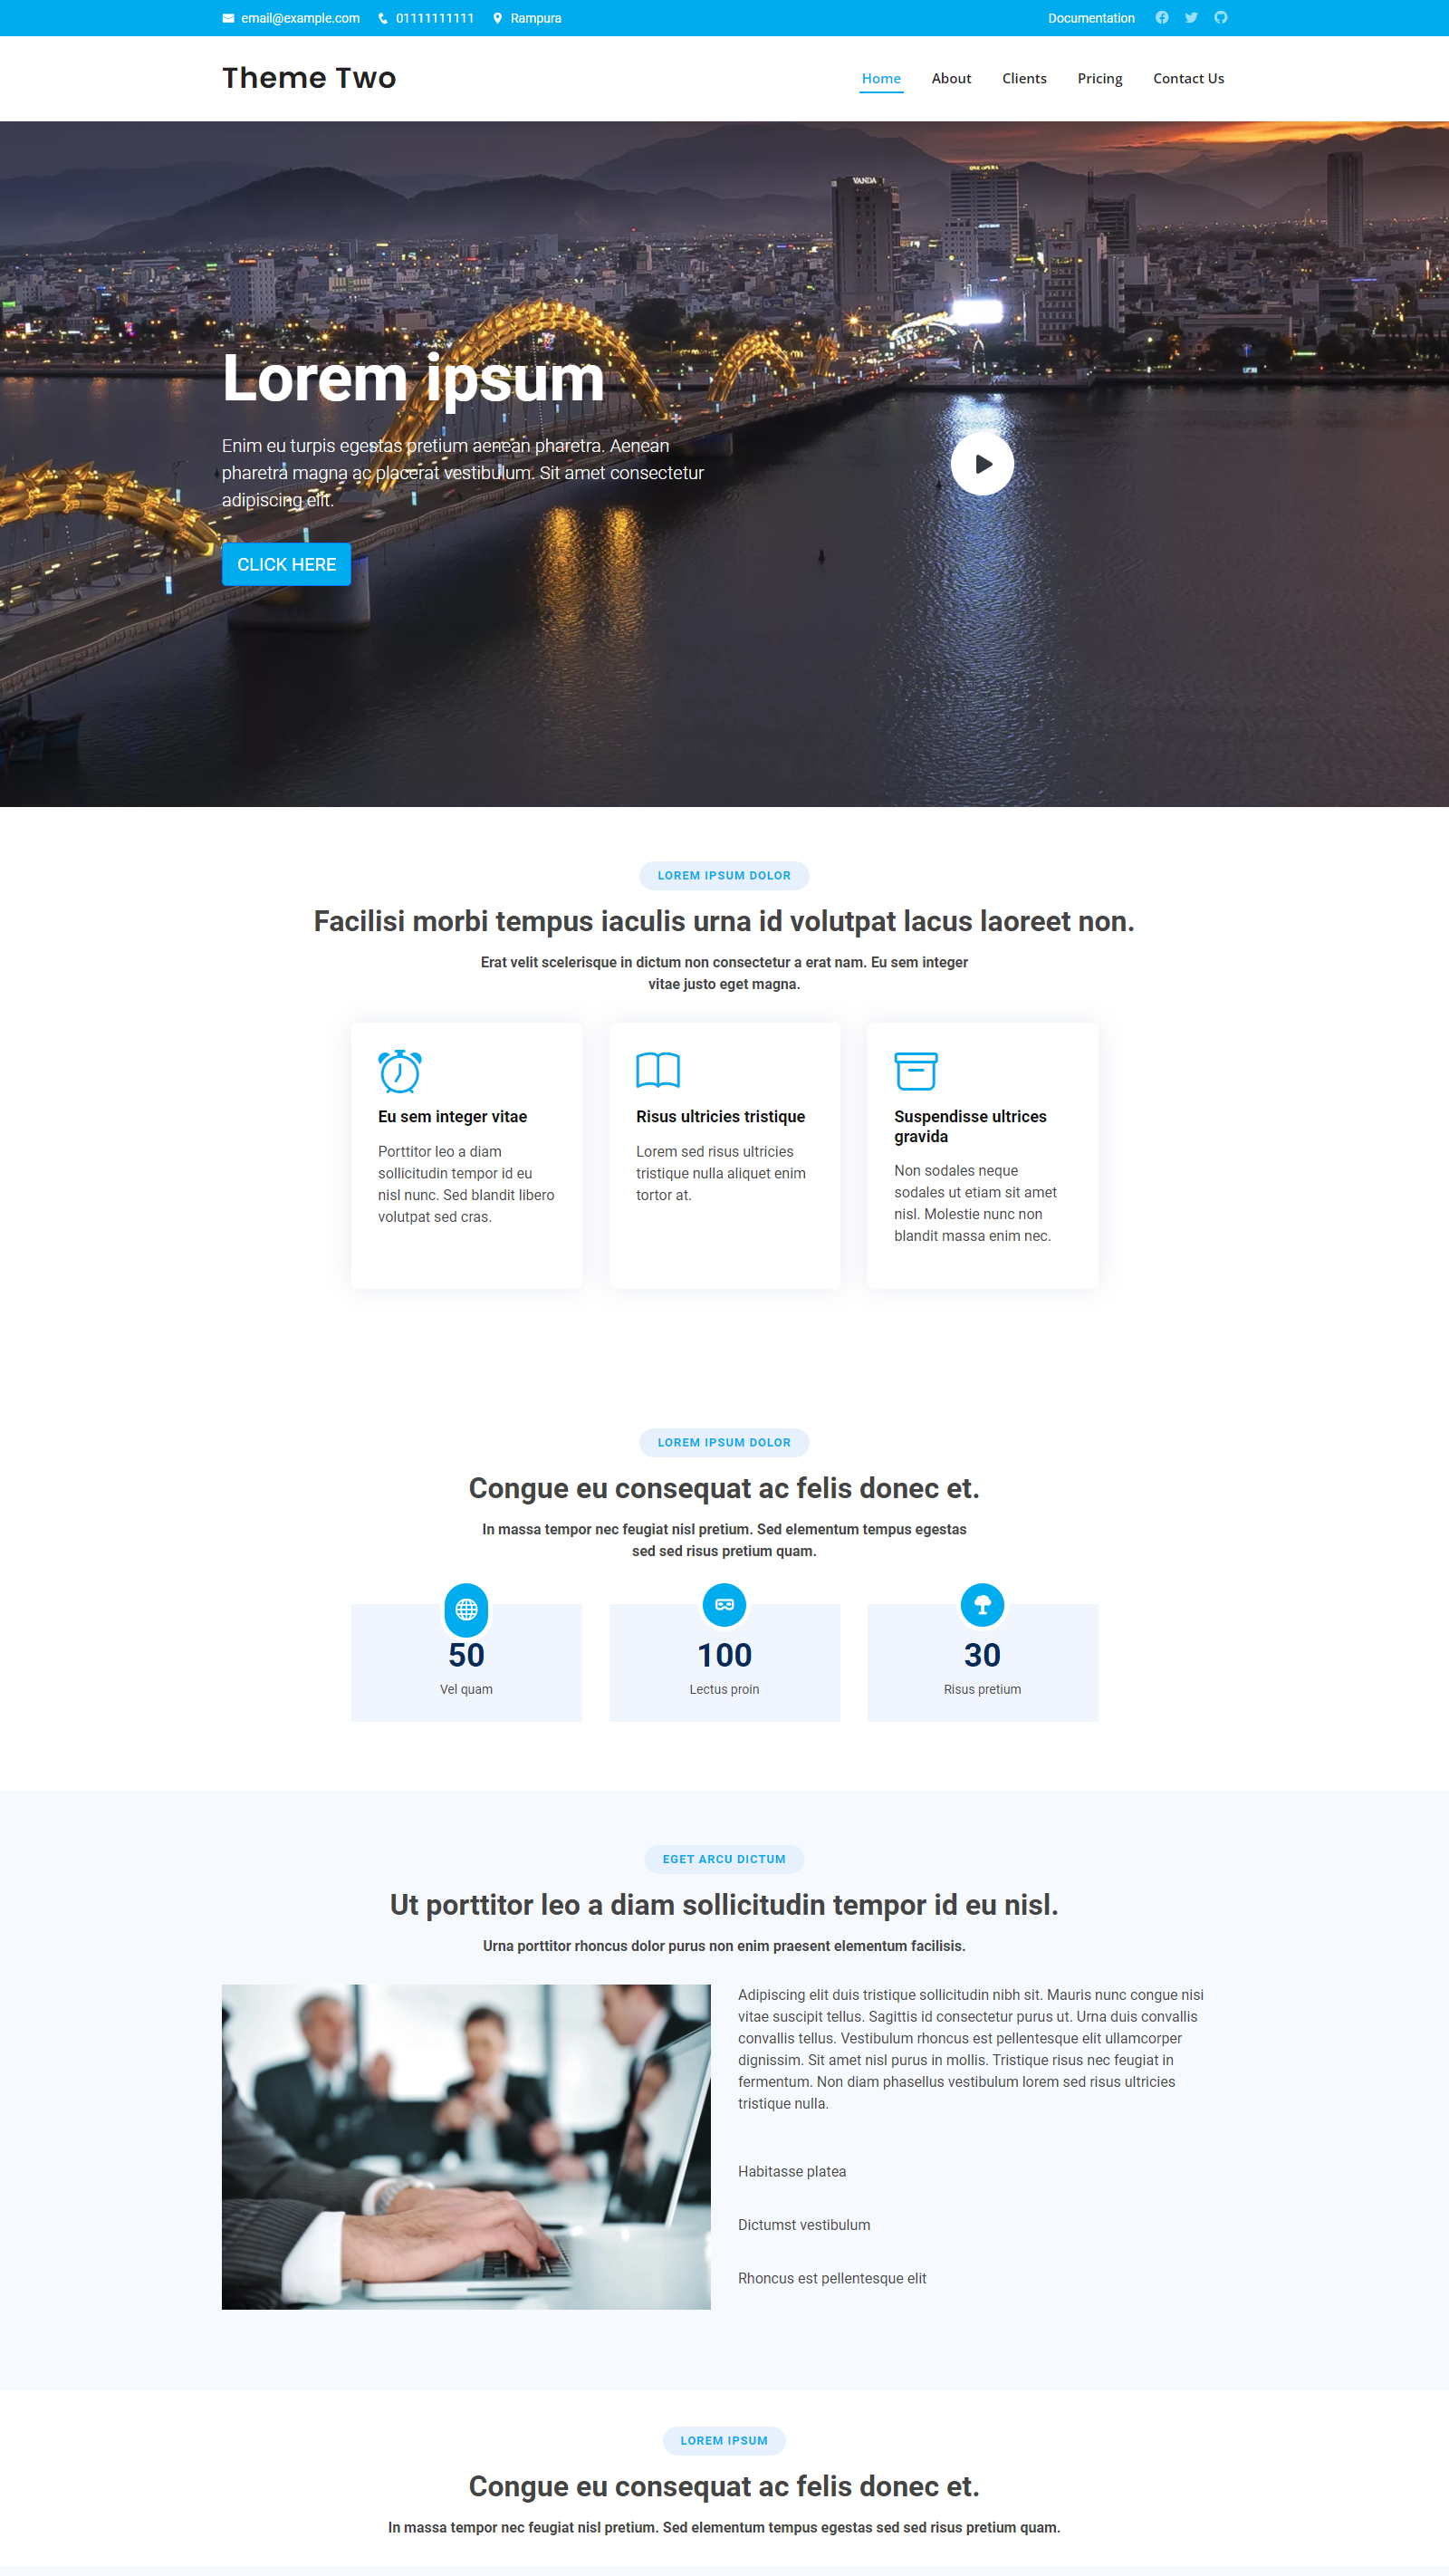 email@example.com 01111111111 Rampura Documentation
Theme Two Home About Clients Pricing Contact Us
VANDA
Lorem ipsum
Enim eu turpis egestas pretium aenean pharetra. Aenean
pharetra magna ac placerat vestibulum. Sit amet consectetur
adipiscing elit.
CLICK HERE
LOREM IPSUM DOLOR
Facilisi morbi tempus iaculis urna id volutpat lacus laoreet non.
Erat velit scelerisque in dictum non consectetur a erat nam. Eu sem integer
vitae justo eget magna.
Eu sem integer vitae
Porttitor leo a diam
sollicitudin tempor id eu
nisl nunc. Sed blandit libero
volutpat sed cras.
Risus ultricies tristique
Lorem sed risus ultricies
tristique nulla aliquet enim
tortor at.
Suspendisse ultrices
gravida
Non sodales neque
sodales ut etiam sit amet
nisl. Molestie nunc non
blandit massa enim nec.
LOREM IPSUM DOLOR
Congue eu consequat ac felis donec et.
In massa tempor nec feugiat nisl pretium. Sed elementum tempus egestas
sed sed risus pretium quam.
50
Vel quam
100
Lectus proin
30
Risus pretium
EGET ARCU DICTUM
Ut porttitor leo a diam sollicitudin tempor id eu nisl.
Urna porttitor rhoncus dolor purus non enim praesent elementum facilisis.
Adipiscing elit duis tristique sollicitudin nibh sit. Mauris nunc congue nisi
vitae suscipit tellus. Sagittis id consectetur purus ut. Urna duis convallis
convallis tellus. Vestibulum rhoncus est pellentesque elit ullamcorper
dignissim. Sit amet nisl purus in mollis. Tristique risus nec feugiat in
fermentum. Non diam phasellus vestibulum lorem sed risus ultricies
tristique nulla.
Habitasse platea
Dictumst vestibulum
Rhoncus est pellentesque elit
LOREM IPSUM
Congue eu consequat ac felis donec et.
In massa tempor nec feugiat nisl pretium. Sed elementum tempus egestas sed sed risus pretium quam.